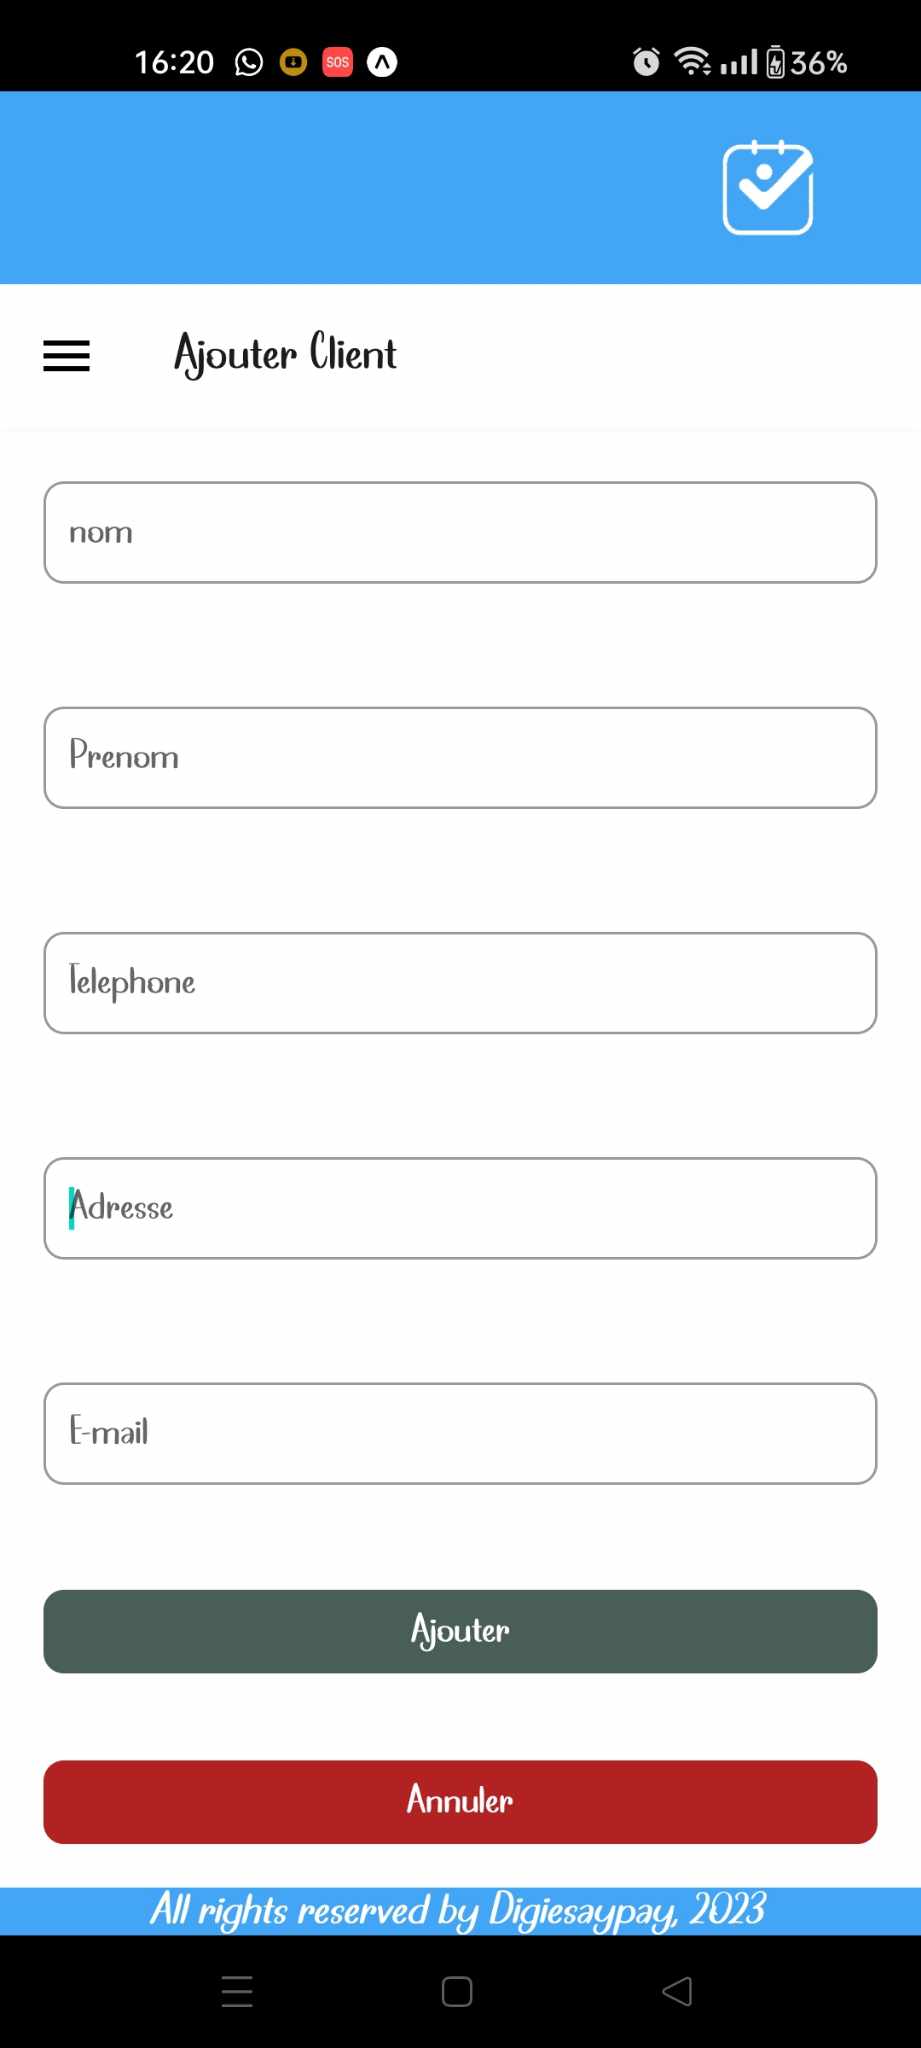 16:20 SOS 36%
Ajouter Client
nom
Prenom
Telephone
Adresse
E-mail
Ajouter
Annuler
All rights reserved by Digiesaypay, 2023